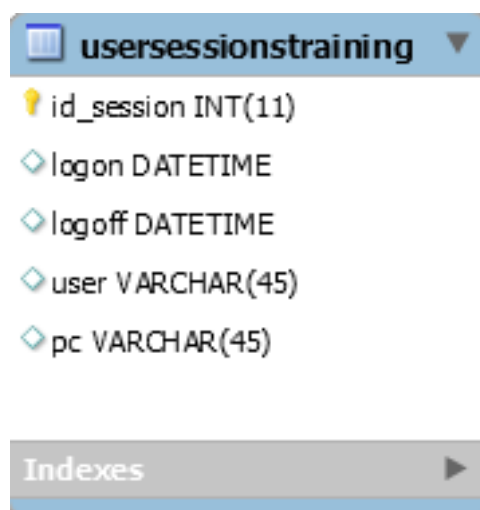 usersessionstraining
id_session INT(11)
logon DATETIME
logoff DATETIME
user VARCHAR(45)
pc VARCHAR(45)
Indexes